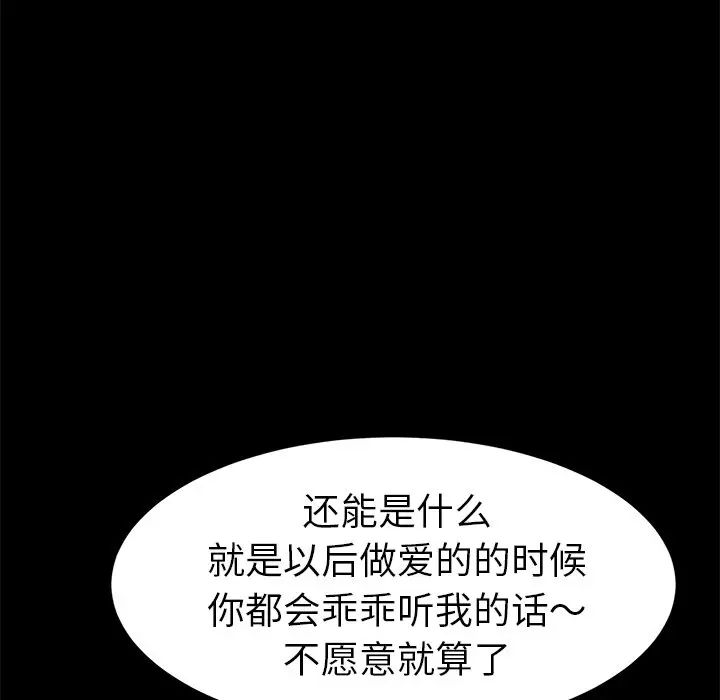 还能是什么
就是以后做爱的的时候
你都会乖乖听我的话～
不愿意就算了